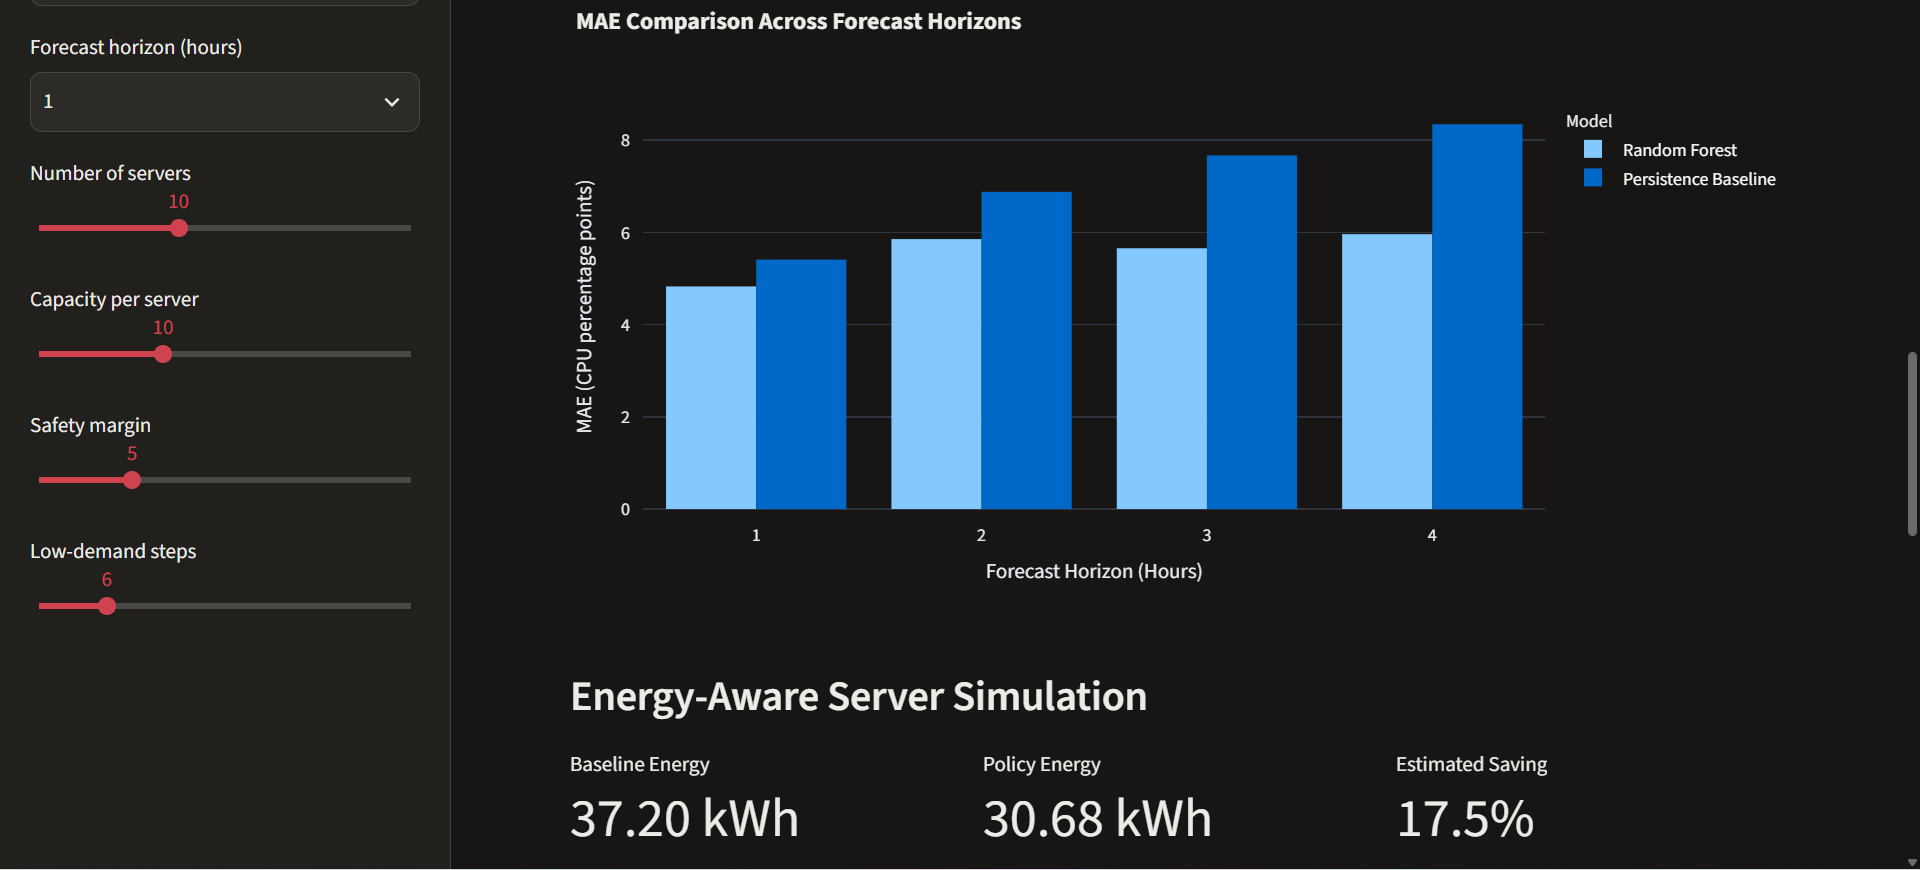 Forecast horizon (hours)
1
Number of servers
10
Capacity per server
10
Safety margin
5
Low-demand steps
6
MAE Comparison Across Forecast Horizons
MAE (CPU percentage points)
8
6
4
2
0
1 2 3 4
Forecast Horizon (Hours)
Model
Random Forest
Persistence Baseline
Energy-Aware Server Simulation
Baseline Energy
37.20 kWh
Policy Energy
30.68 kWh
Estimated Saving
17.5%